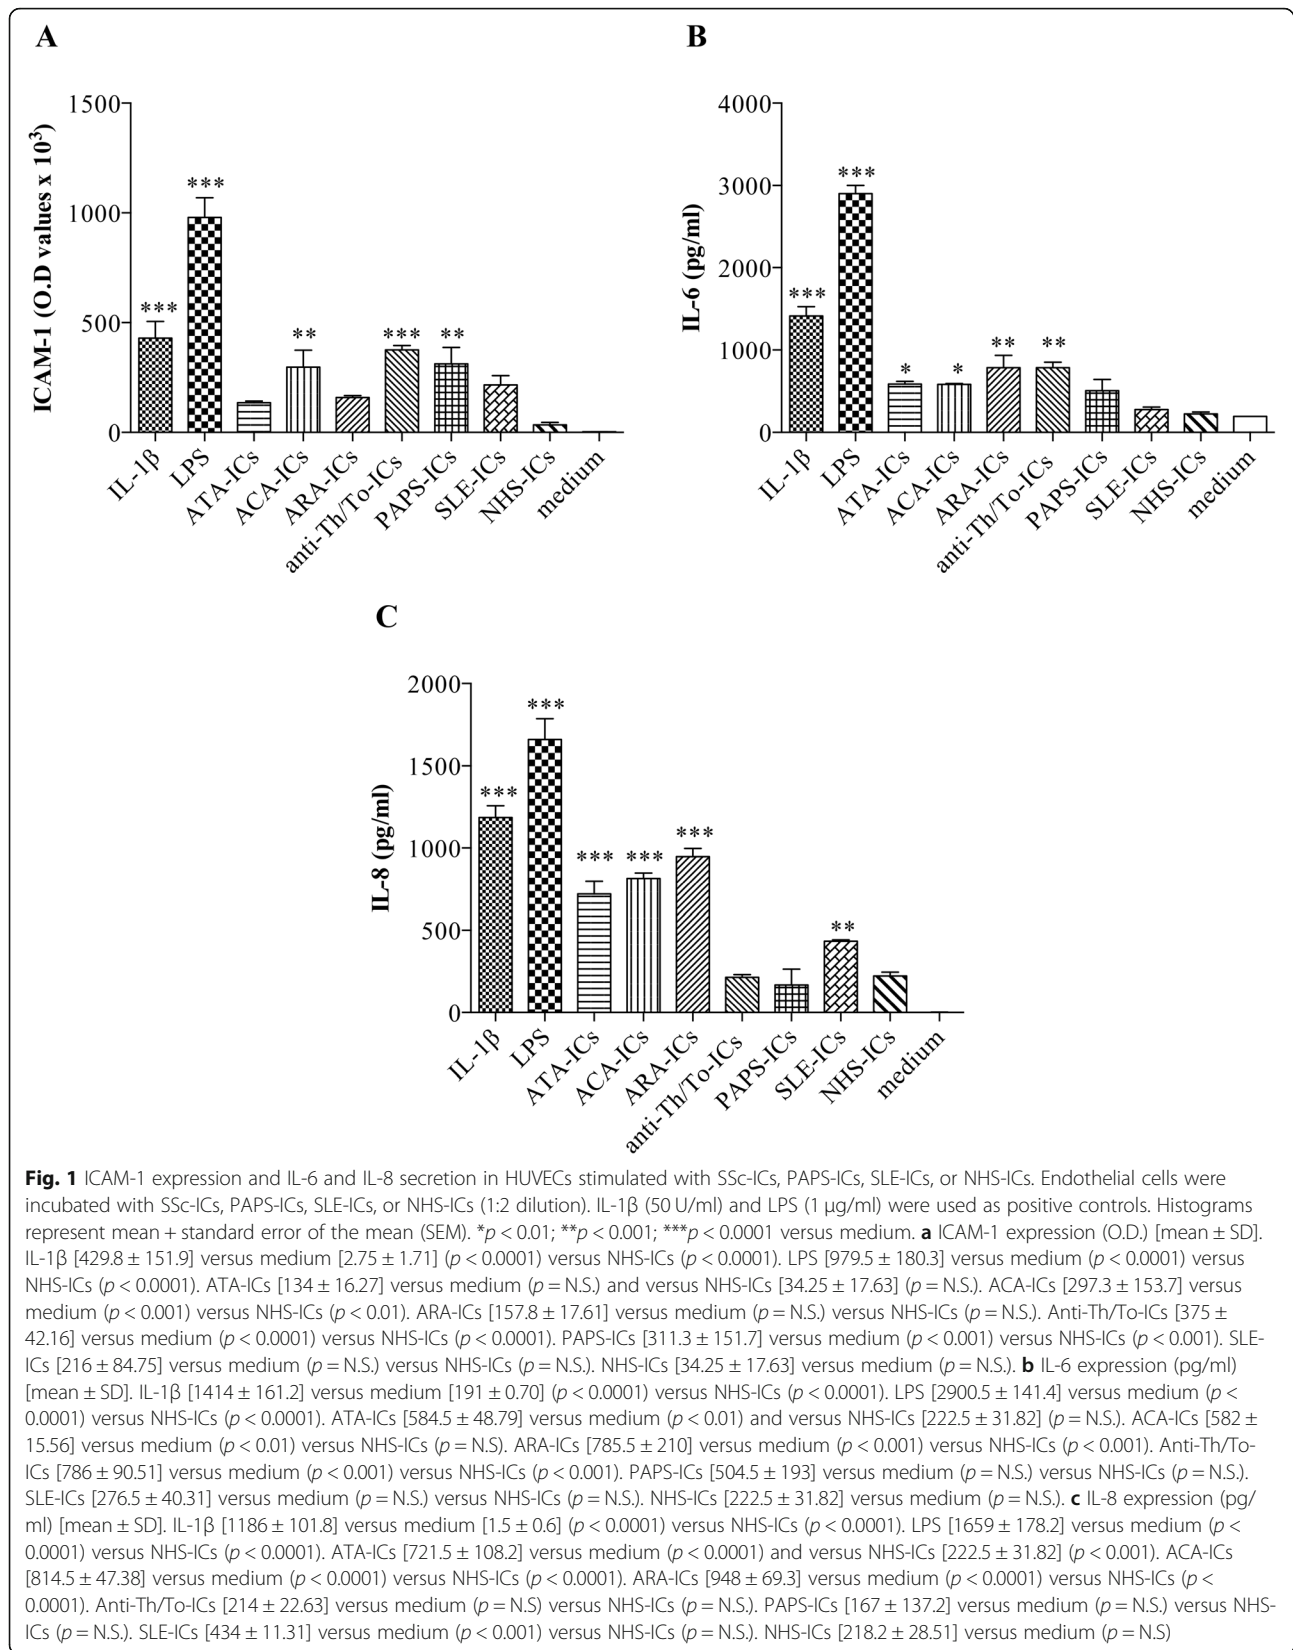 A
ICAM-1 (O.D values x 10³)
1500
1000
500
0
***
***
**
***
**
IL-1β
LPS
ATA-ICs
ACA-ICs
ARA-ICs
anti-Th/To-ICs
PAPS-ICs
SLE-ICs
NHS-ICs
medium
B
IL-6 (pg/ml)
4000
3000
2000
1000
0
***
***
*
*
**
**
IL-1β
LPS
ATA-ICs
ACA-ICs
ARA-ICs
anti-Th/To-ICs
PAPS-ICs
SLE-ICs
NHS-ICs
medium
C
IL-8 (pg/ml)
2000
1500
1000
500
0
***
***
***
***
***
**
IL-1β
LPS
ATA-ICs
ACA-ICs
ARA-ICs
anti-Th/To-ICs
PAPS-ICs
SLE-ICs
NHS-ICs
medium
Fig. 1 ICAM-1 expression and IL-6 and IL-8 secretion in HUVECs stimulated with SSc-ICs, PAPS-ICs, SLE-ICs, or NHS-ICs. Endothelial cells were
incubated with SSc-ICs, PAPS-ICs, SLE-ICs, or NHS-ICs (1:2 dilution). IL-1β (50 U/ml) and LPS (1 μg/ml) were used as positive controls. Histograms
represent mean + standard error of the mean (SEM). *p < 0.01; **p < 0.001; ***p < 0.0001 versus medium. a ICAM-1 expression (O.D.) [mean ± SD].
IL-1β [429.8 ± 151.9] versus medium [2.75 ± 1.71] (p < 0.0001) versus NHS-ICs (p < 0.0001). LPS [979.5 ± 180.3] versus medium (p < 0.0001) versus
NHS-ICs (p < 0.0001). ATA-ICs [134 ± 16.27] versus medium (p = N.S.) and versus NHS-ICs [34.25 ± 17.63] (p = N.S.). ACA-ICs [297.3 ± 153.7] versus
medium (p < 0.001) versus NHS-ICs (p < 0.01). ARA-ICs [157.8 ± 17.61] versus medium (p = N.S.) versus NHS-ICs (p = N.S.). Anti-Th/To-ICs [375 ±
42.16] versus medium (p < 0.0001) versus NHS-ICs (p < 0.0001). PAPS-ICs [311.3 ± 151.7] versus medium (p < 0.001) versus NHS-ICs (p < 0.001). SLE-
ICs [216 ± 84.75] versus medium (p = N.S.) versus NHS-ICs (p = N.S.). NHS-ICs [34.25 ± 17.63] versus medium (p = N.S.). b IL-6 expression (pg/ml)
[mean ± SD]. IL-1β [1414 ± 161.2] versus medium [191 ± 0.70] (p < 0.0001) versus NHS-ICs (p < 0.0001). LPS [2900.5 ± 141.4] versus medium (p <
0.0001) versus NHS-ICs (p < 0.0001). ATA-ICs [584.5 ± 48.79] versus medium (p < 0.01) and versus NHS-ICs [222.5 ± 31.82] (p = N.S.). ACA-ICs [582 ±
15.56] versus medium (p < 0.01) versus NHS-ICs (p = N.S). ARA-ICs [785.5 ± 210] versus medium (p < 0.001) versus NHS-ICs (p < 0.001). Anti-Th/To-
ICs [786 ± 90.51] versus medium (p < 0.001) versus NHS-ICs (p < 0.001). PAPS-ICs [504.5 ± 193] versus medium (p = N.S.) versus NHS-ICs (p = N.S.).
SLE-ICs [276.5 ± 40.31] versus medium (p = N.S.) versus NHS-ICs (p = N.S.). NHS-ICs [222.5 ± 31.82] versus medium (p = N.S.). c IL-8 expression (pg/
ml) [mean ± SD]. IL-1β [1186 ± 101.8] versus medium [1.5 ± 0.6] (p < 0.0001) versus NHS-ICs (p < 0.0001). LPS [1659 ± 178.2] versus medium (p <
0.0001) versus NHS-ICs (p < 0.0001). ATA-ICs [721.5 ± 108.2] versus medium (p < 0.0001) and versus NHS-ICs [222.5 ± 31.82] (p < 0.001). ACA-ICs
[814.5 ± 47.38] versus medium (p < 0.0001) versus NHS-ICs (p < 0.0001). ARA-ICs [948 ± 69.3] versus medium (p < 0.0001) versus NHS-ICs (p <
0.0001). Anti-Th/To-ICs [214 ± 22.63] versus medium (p = N.S) versus NHS-ICs (p = N.S.). PAPS-ICs [167 ± 137.2] versus medium (p = N.S.) versus NHS-
ICs (p = N.S.). SLE-ICs [434 ± 11.31] versus medium (p < 0.001) versus NHS-ICs (p = N.S.). NHS-ICs [218.2 ± 28.51] versus medium (p = N.S)